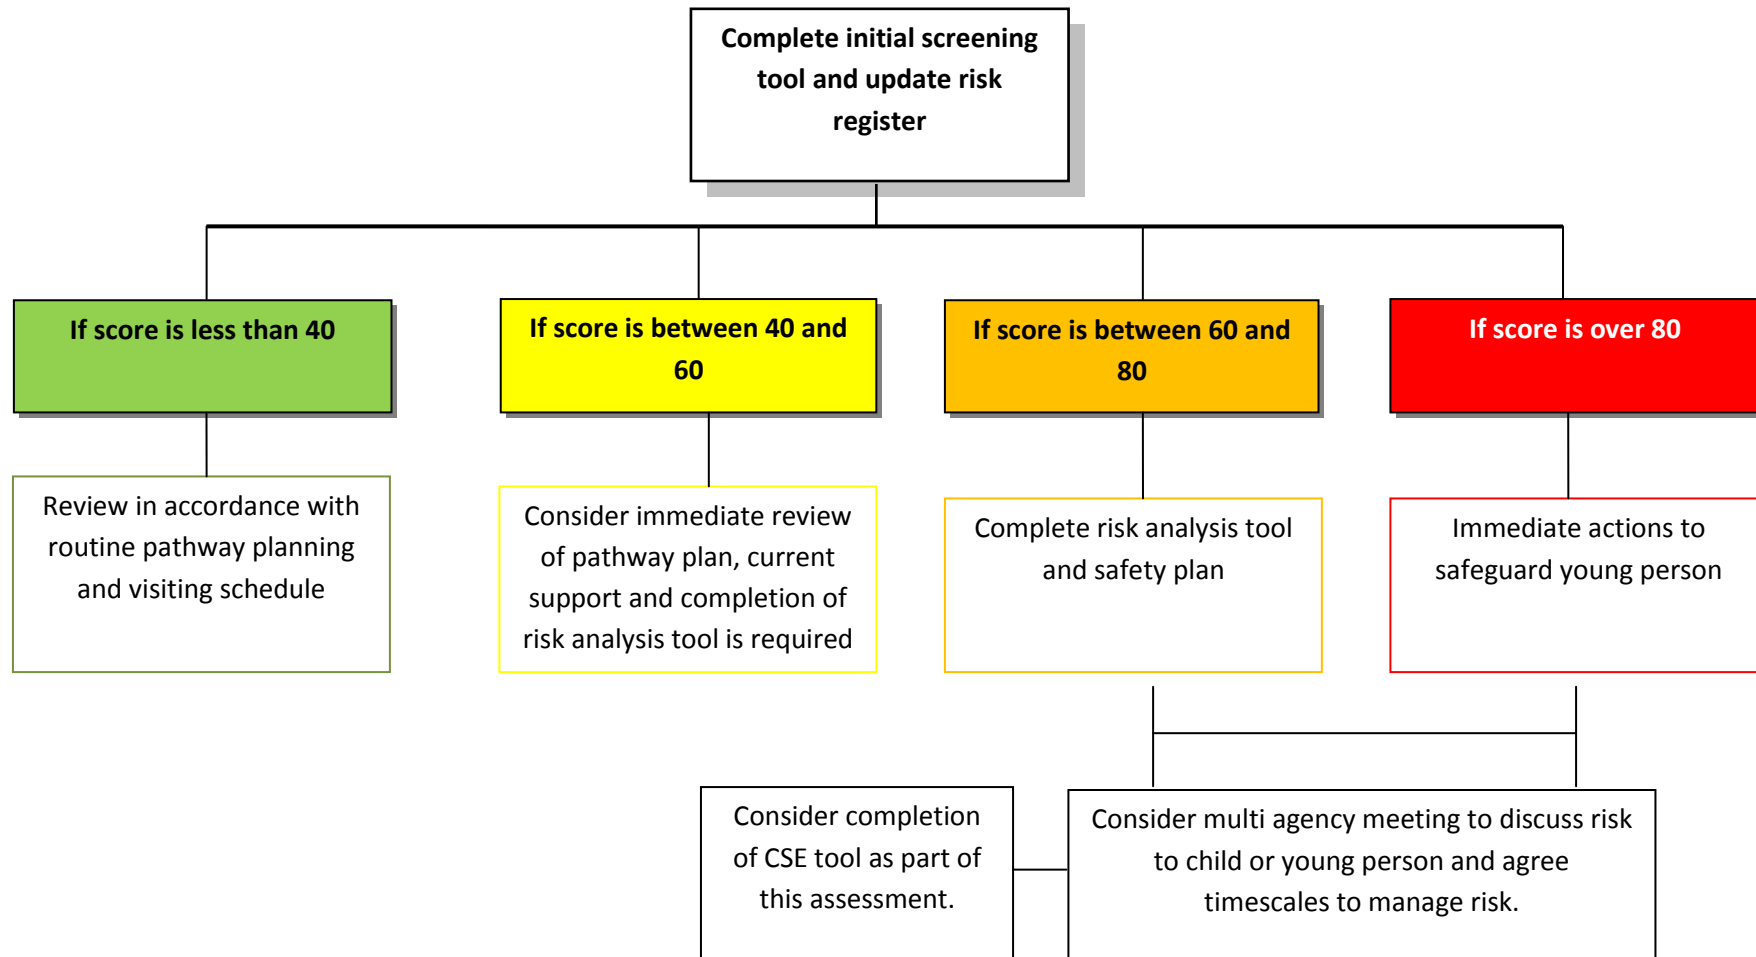 Complete initial screening
tool and update risk
register
If score is less than 40
If score is between 40 and
60
If score is between 60 and
80
If score is over 80
Review in accordance with
routine pathway planning
and visiting schedule
Consider immediate review
of pathway plan, current
support and completion of
risk analysis tool is required
Complete risk analysis tool
and safety plan
Immediate actions to
safeguard young person
Consider completion
of CSE tool as part of
this assessment.
Consider multi agency meeting to discuss risk
to child or young person and agree
timescales to manage risk.